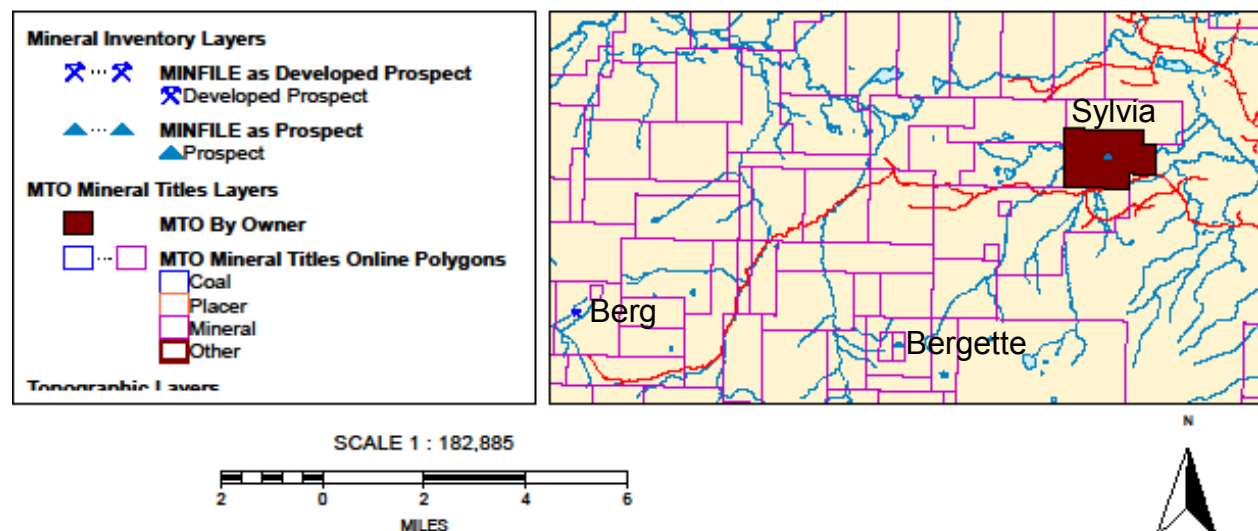 Mineral Inventory Layers
MINFILE as Developed Prospect
Developed Prospect
MINFILE as Prospect
Prospect
MTO Mineral Titles Layers
MTO By Owner
MTO Mineral Titles Online Polygons
Coal
Placer
Mineral
Other
Topographic Layers
Sylvia
Berg
Bergette
SCALE 1 : 182,885
2 0 2 4 6
MILES
N